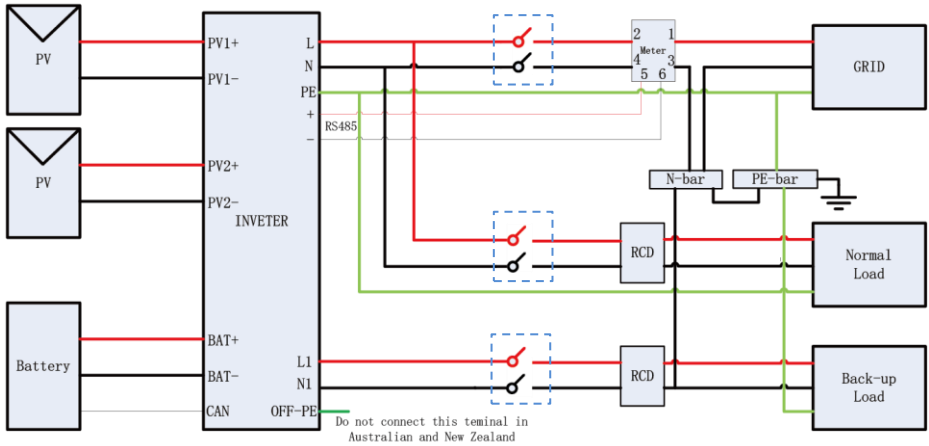 PV
PV1+
PV1-
L
N
PE
+
RS485
-
2 1
Meter
4 3
5 6
GRID
PV
PV2+
PV2-
INVETER
N-bar
PE-bar
RCD
Normal
Load
Battery
BAT+
BAT-
CAN
L1
N1
OFF-PE
RCD
Back-up
Load
Do not connect this teminal in
Australian and New Zealand